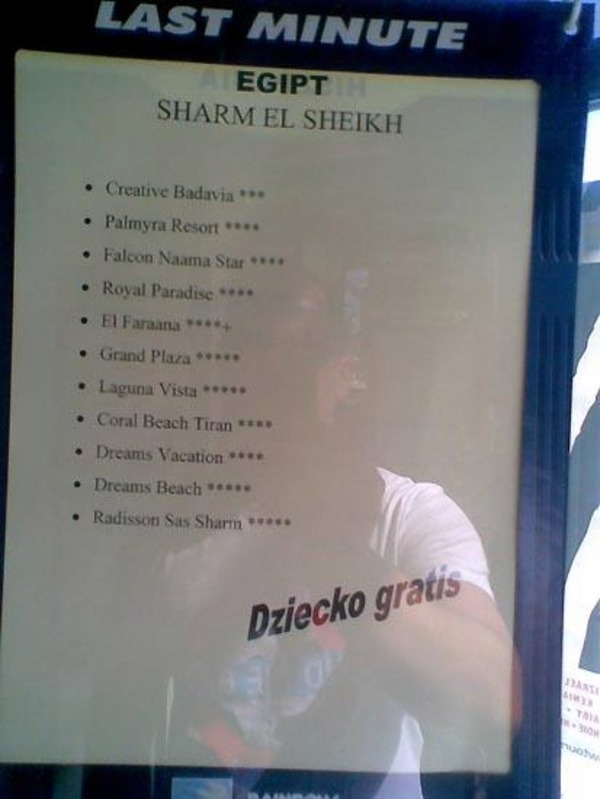 LAST MINUTE
EGIPT
SHARM EL SHEIKH
• Creative Badavia ***
• Palmyra Resort ****
• Falcon Naama Star ****
• Royal Paradise ****
• El Faraana ****+
• Grand Plaza *****
• Laguna Vista *****
• Coral Beach Tiran ****
• Dreams Vacation ****
• Dreams Beach *****
• Radisson Sas Sharm *****
Dziecko gratis
RAINBOW